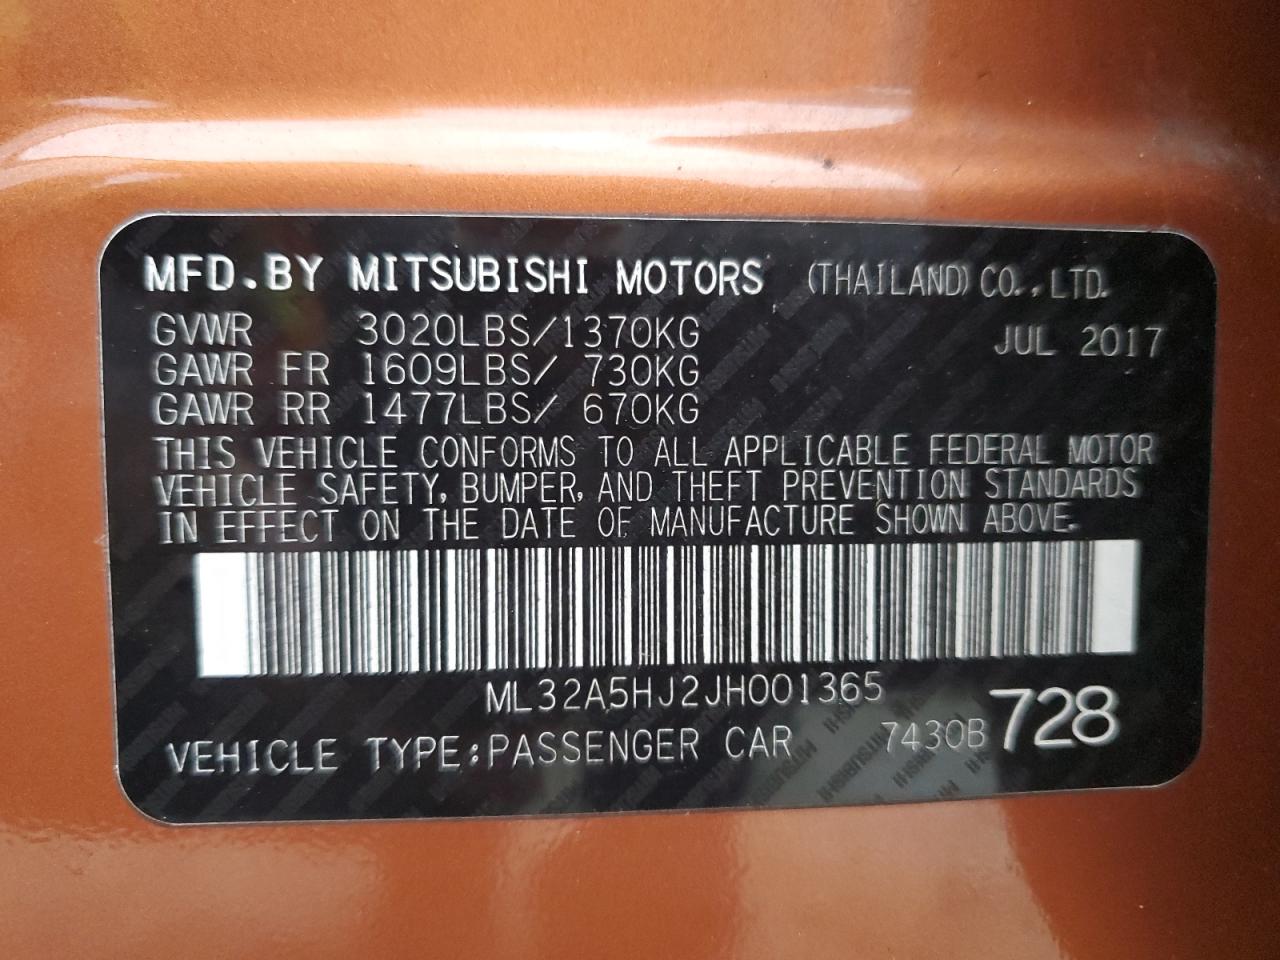 MFD.BY MITSUBISHI MOTORS (THAILAND) CO.,LTD.
GVWR 3020LBS/1370KG JUL 2017
GAWR FR 1609LBS/ 730KG
GAWR RR 1477LBS/ 670KG
THIS VEHICLE CONFORMS TO ALL APPLICABLE FEDERAL MOTOR
VEHICLE SAFETY, BUMPER, AND THEFT PREVENTION STANDARDS
IN EFFECT ON THE DATE OF MANUFACTURE SHOWN ABOVE.
ML32A5HJ2JH001365
VEHICLE TYPE:PASSENGER CAR 7430B 728